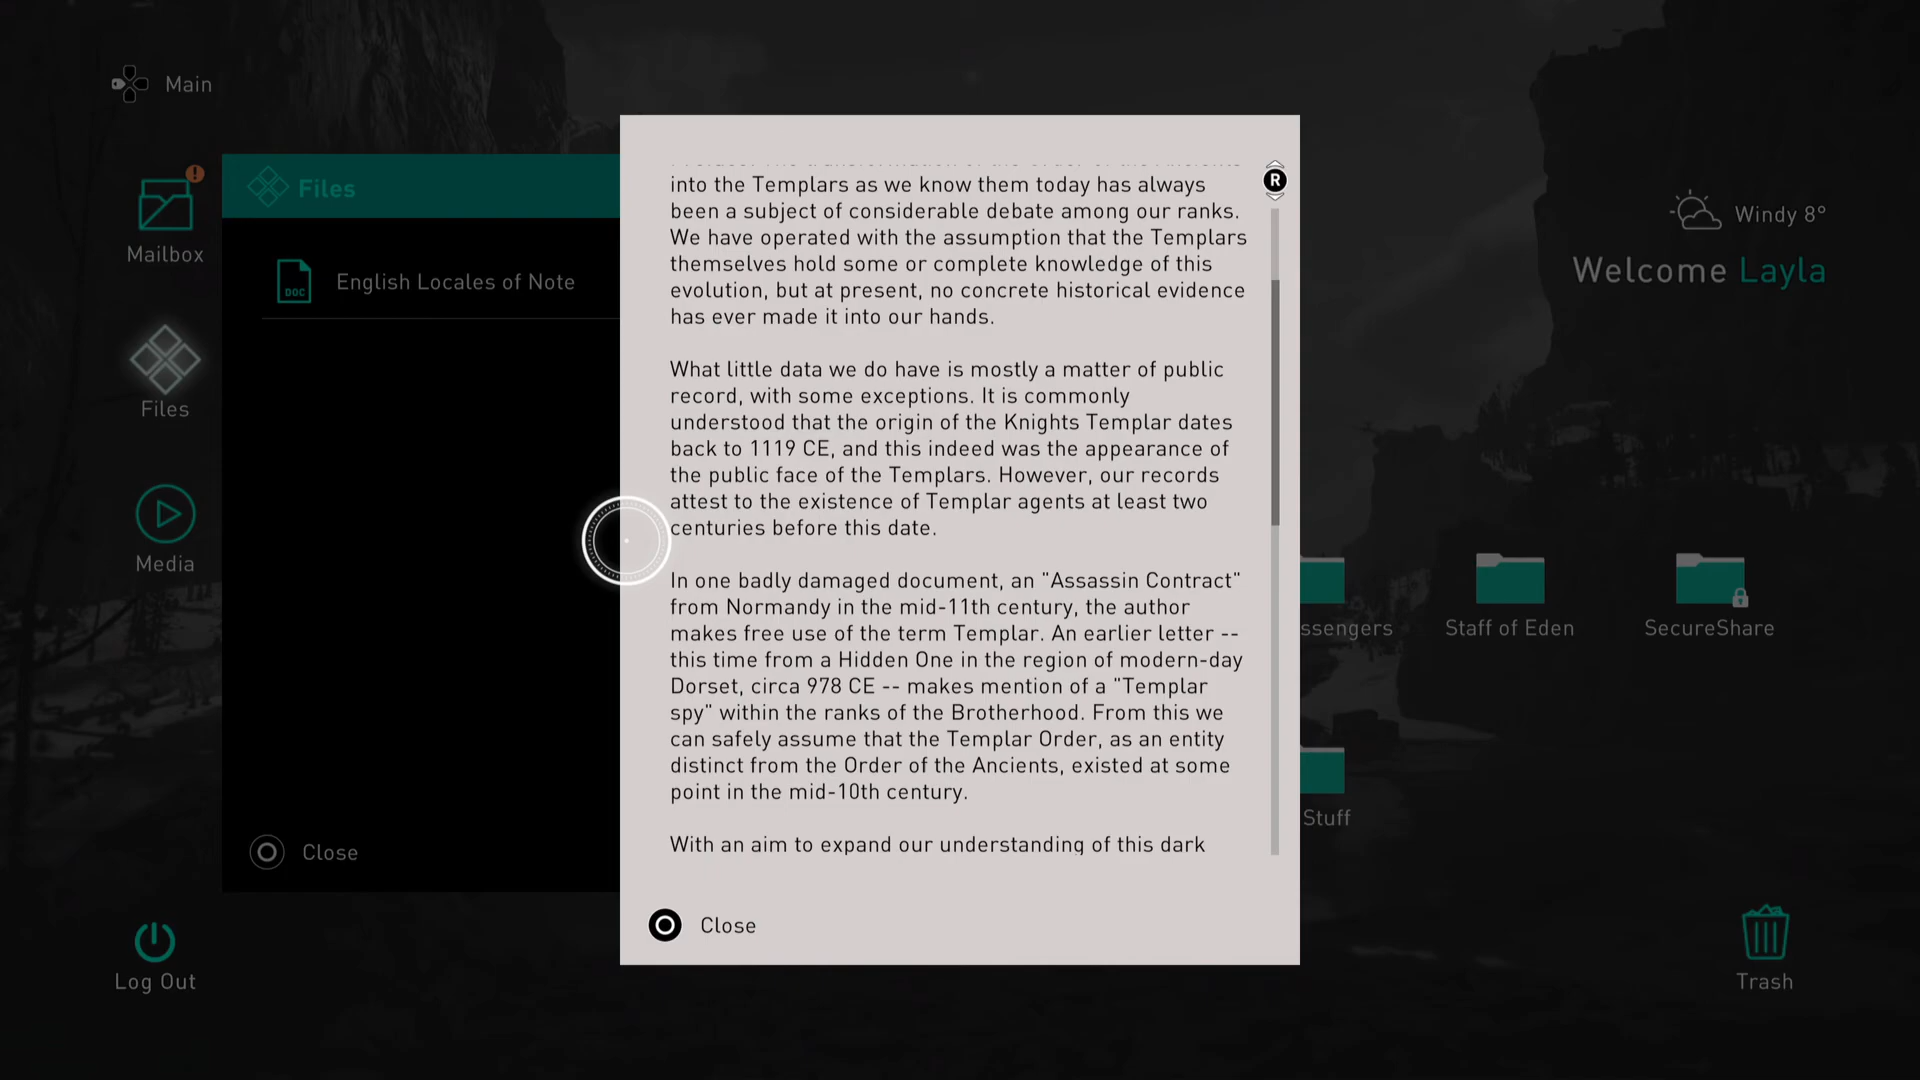 Main
Mailbox
Files
Media
Log Out
Files
DOC
English Locales of Note
Close
R
into the Templars as we know them today has always
been a subject of considerable debate among our ranks.
We have operated with the assumption that the Templars
themselves hold some or complete knowledge of this
evolution, but at present, no concrete historical evidence
has ever made it into our hands.
What little data we do have is mostly a matter of public
record, with some exceptions. It is commonly
understood that the origin of the Knights Templar dates
back to 1119 CE, and this indeed was the appearance of
the public face of the Templars. However, our records
attest to the existence of Templar agents at least two
centuries before this date.
In one badly damaged document, an "Assassin Contract"
from Normandy in the mid-11th century, the author
makes free use of the term Templar. An earlier letter --
this time from a Hidden One in the region of modern-day
Dorset, circa 978 CE -- makes mention of a "Templar
spy" within the ranks of the Brotherhood. From this we
can safely assume that the Templar Order, as an entity
distinct from the Order of the Ancients, existed at some
point in the mid-10th century.
With an aim to expand our understanding of this dark
Close
Windy 8°
Welcome Layla
ssengers
Staff of Eden
SecureShare
Stuff
Trash